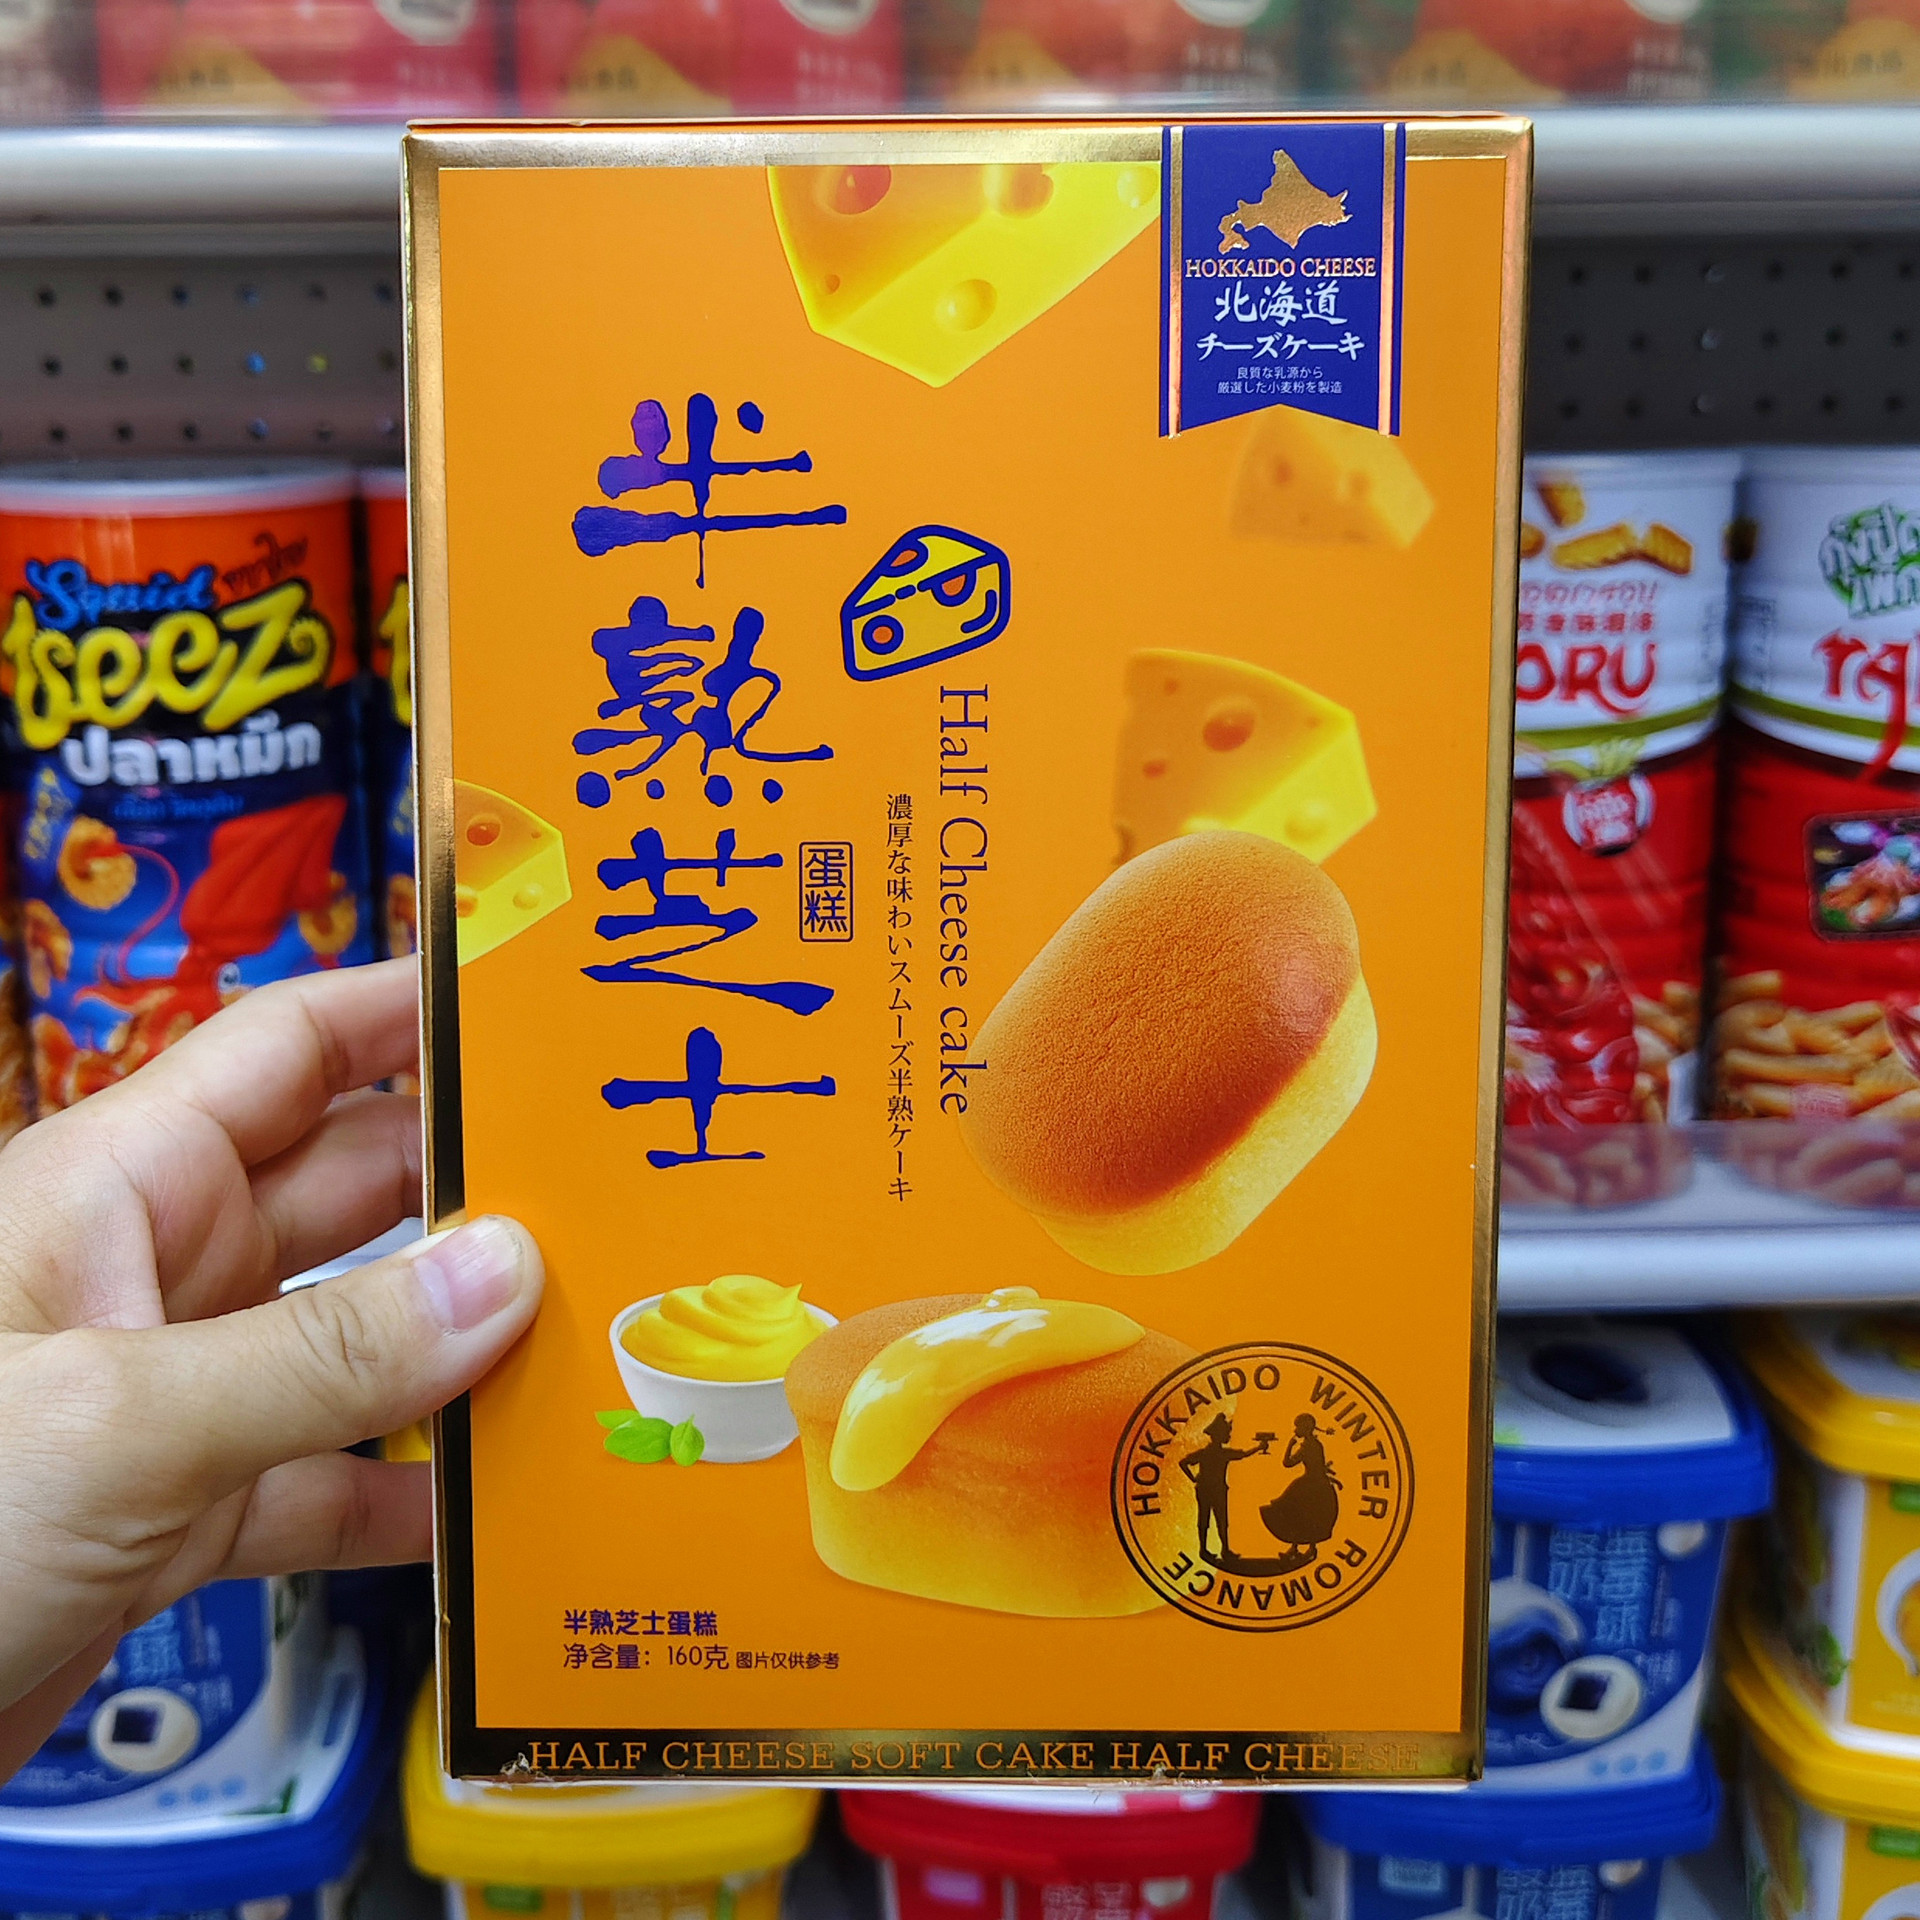 HOKKAIDO CHEESE
北海道
チーズケーキ
良質な乳源から
厳選した小麦粉を製造
半熟芝士
蛋糕
Half Cheese cake
濃厚な味わいスムーズ半熟ケーキ
HOKKAIDO WINTER ROMANCE
半熟芝士蛋糕
净含量：160克 图片仅供参考
HALF CHEESE SOFT CAKE HALF CHEESE
Squid
seez
ปลาหมึก
ORU